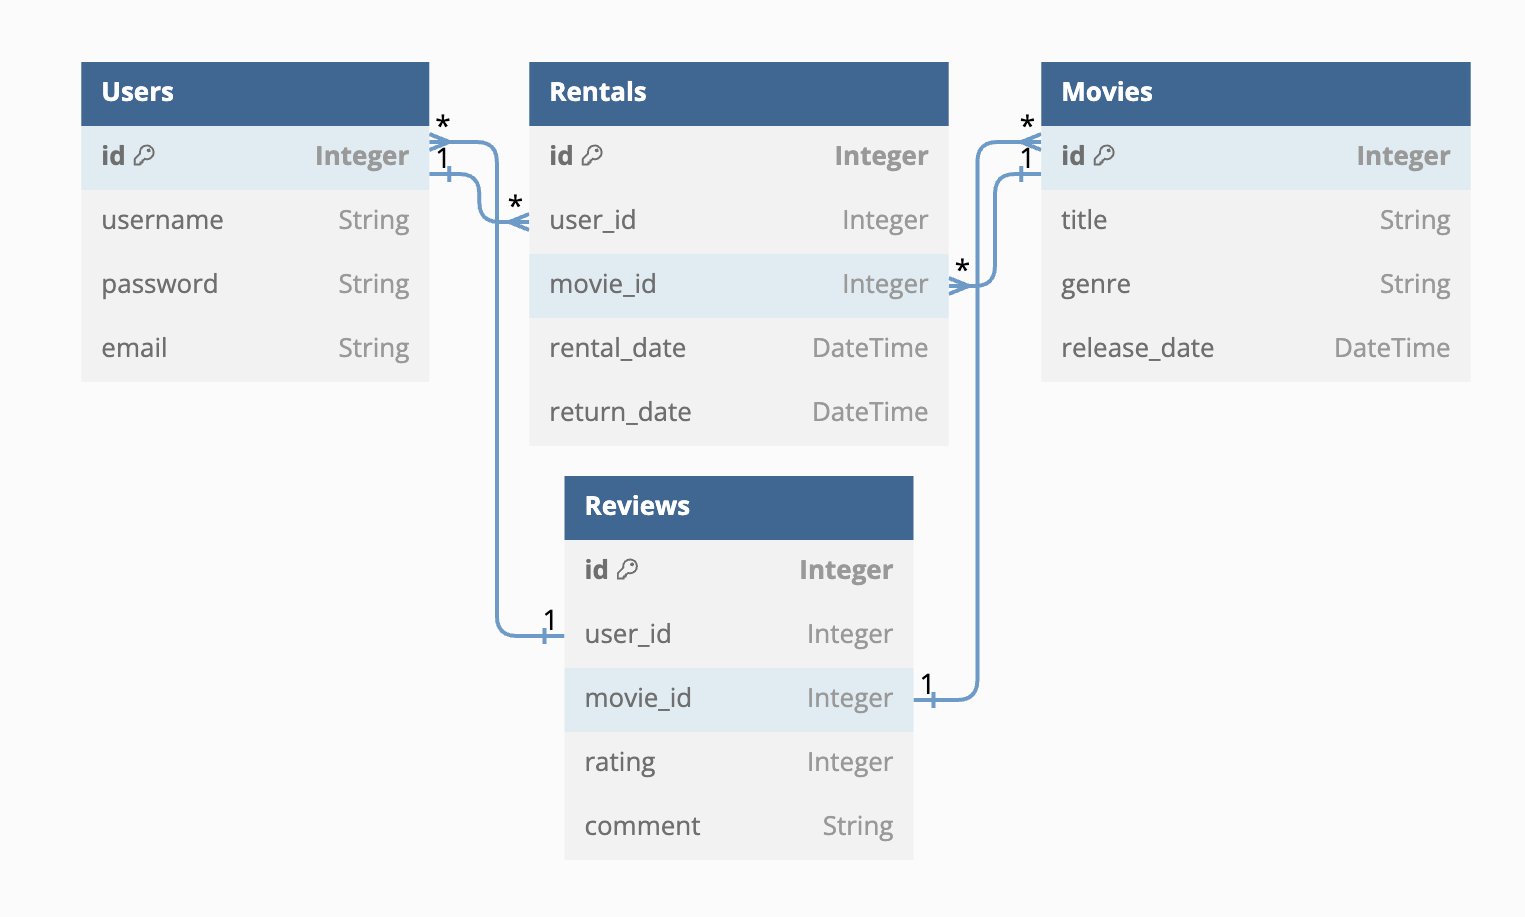 Users
*
id Integer
1
username String
password String
email String
Rentals
id Integer
*
user_id Integer
movie_id Integer
*
rental_date DateTime
return_date DateTime
Movies
*
id Integer
1
title String
genre String
release_date DateTime
Reviews
id Integer
1
user_id Integer
movie_id Integer
1
rating Integer
comment String